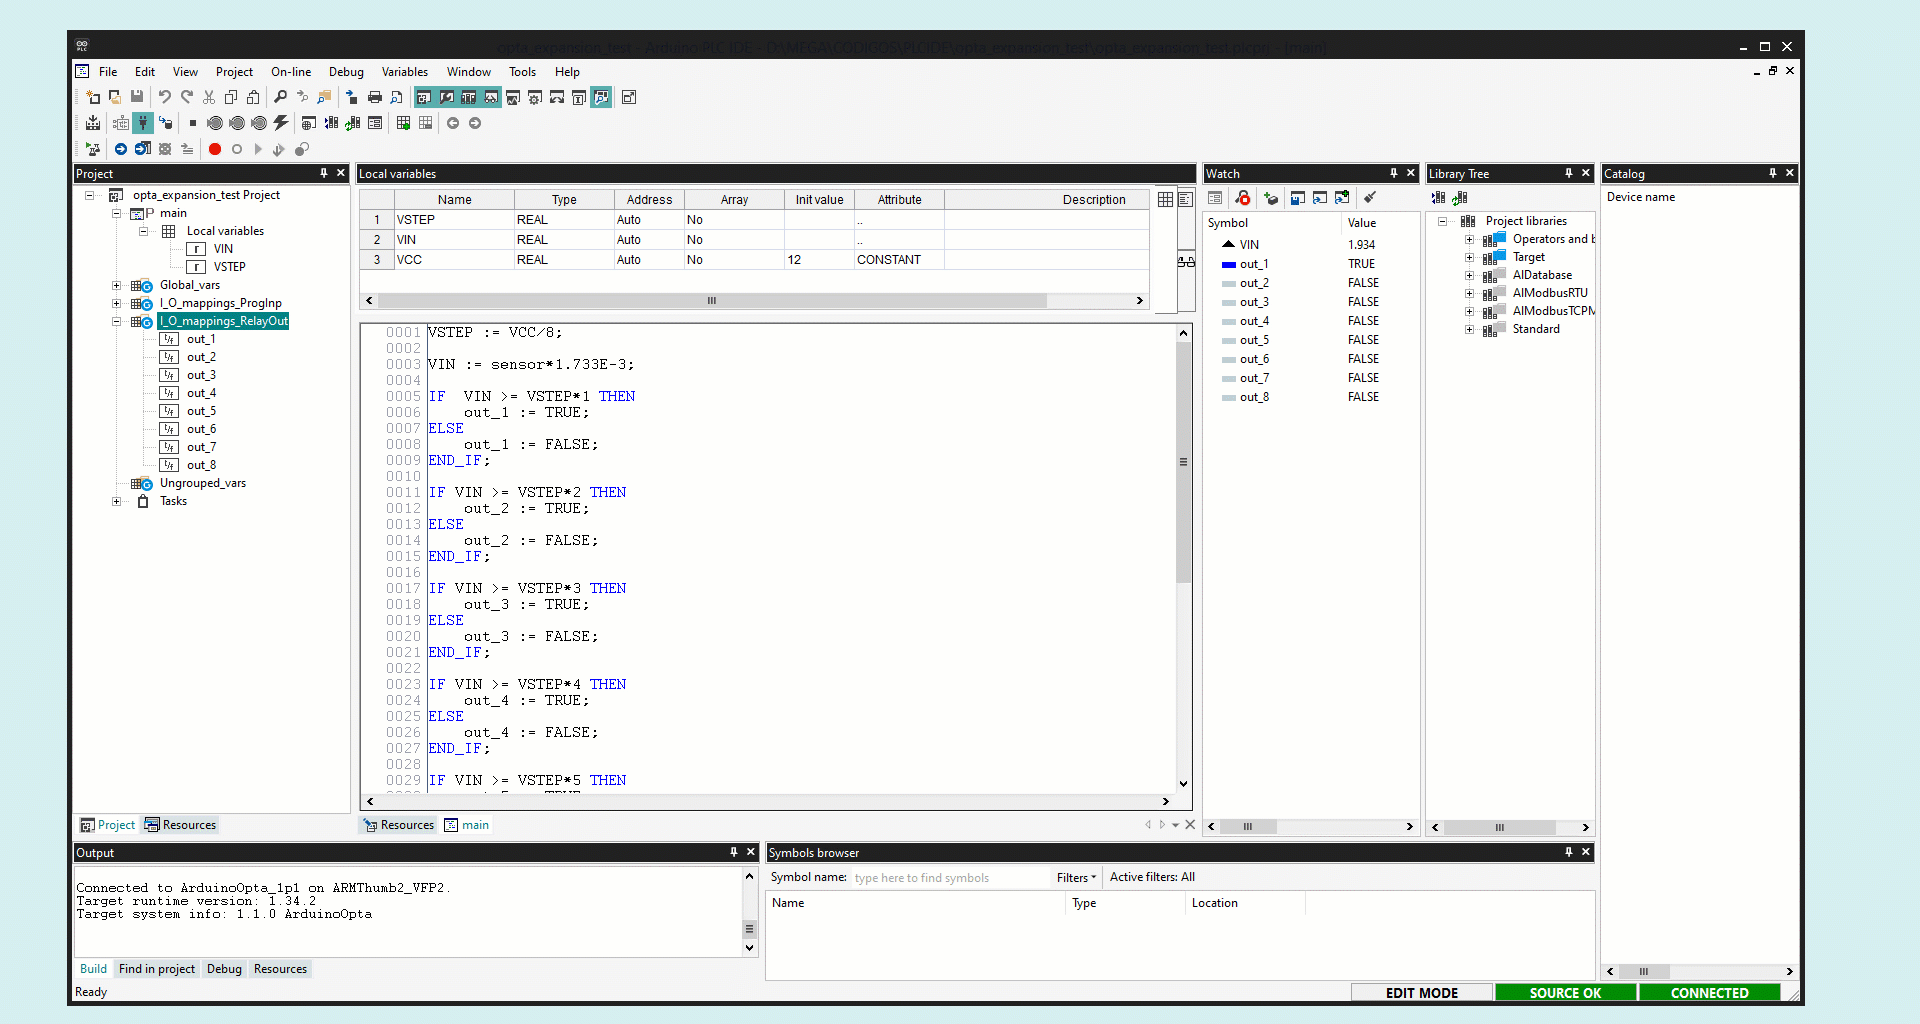 opta_expansion_test - Arduino PLC IDE - D:\MEGA\CODIGOS\PLCIDE\opta_expansion_test\opta_expansion_test.plcprj - [main]
File Edit View Project On-line Debug Variables Window Tools Help
Project
opta_expansion_test Project
main
Local variables
VIN
VSTEP
Global_vars
I_O_mappings_ProgInp
I_O_mappings_RelayOut
out_1
out_2
out_3
out_4
out_5
out_6
out_7
out_8
Ungrouped_vars
Tasks
Project Resources
Local variables
Name Type Address Array Init value Attribute Description
1 VSTEP REAL Auto No ..
2 VIN REAL Auto No ..
3 VCC REAL Auto No 12 CONSTANT
0001 VSTEP := VCC/8;
0002
0003 VIN := sensor*1.733E-3;
0004
0005 IF  VIN >= VSTEP*1 THEN
0006     out_1 := TRUE;
0007 ELSE
0008     out_1 := FALSE;
0009 END_IF;
0010
0011 IF VIN >= VSTEP*2 THEN
0012     out_2 := TRUE;
0013 ELSE
0014     out_2 := FALSE;
0015 END_IF;
0016
0017 IF VIN >= VSTEP*3 THEN
0018     out_3 := TRUE;
0019 ELSE
0020     out_3 := FALSE;
0021 END_IF;
0022
0023 IF VIN >= VSTEP*4 THEN
0024     out_4 := TRUE;
0025 ELSE
0026     out_4 := FALSE;
0027 END_IF;
0028
0029 IF VIN >= VSTEP*5 THEN
Resources main
Watch
Symbol Value
VIN 1.934
out_1 TRUE
out_2 FALSE
out_3 FALSE
out_4 FALSE
out_5 FALSE
out_6 FALSE
out_7 FALSE
out_8 FALSE
Library Tree
Project libraries
Operators and b
Target
AIDatabase
AIModbusRTU
AIModbusTCPM
Standard
Catalog
Device name
Output
Connected to ArduinoOpta_1p1 on ARMThumb2_VFP2.
Target runtime version: 1.34.2
Target system info: 1.1.0 ArduinoOpta
Build Find in project Debug Resources
Symbols browser
Symbol name: type here to find symbols Filters Active filters: All
Name Type Location
Ready
EDIT MODE SOURCE OK CONNECTED